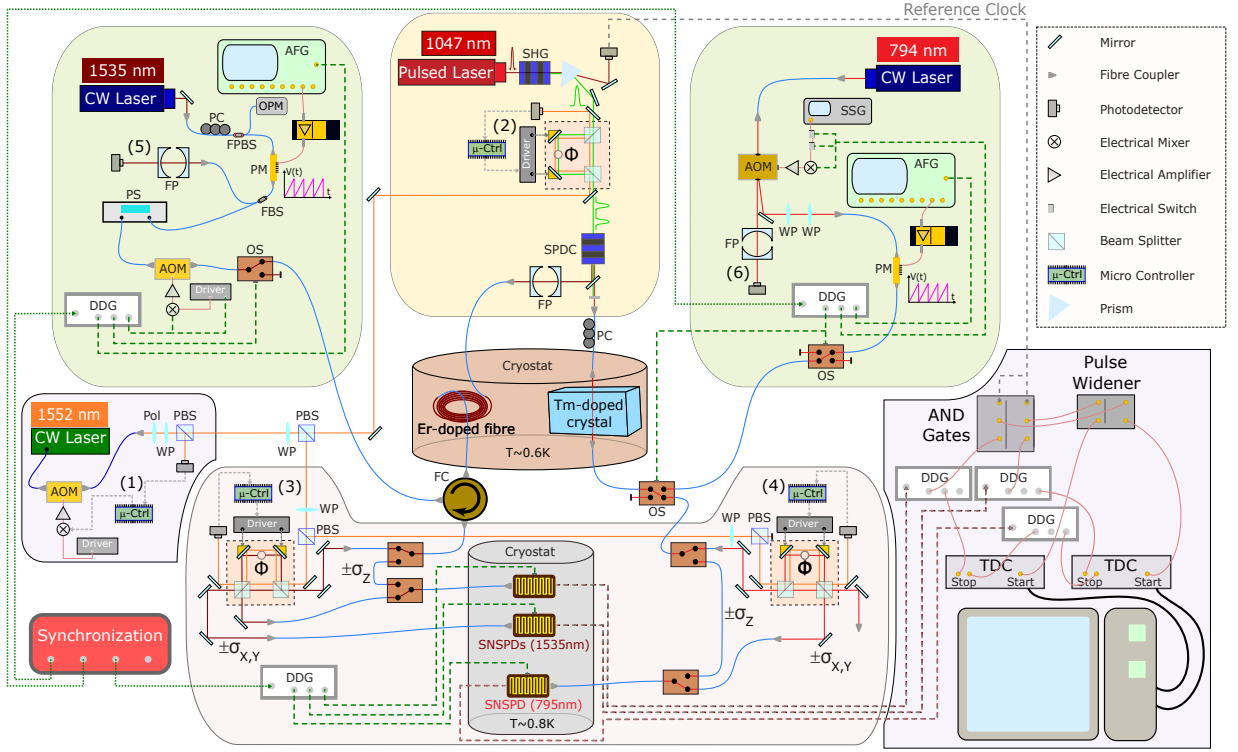 Reference Clock
1535 nm
CW Laser
AFG
PC
OPM
FPBS
(5)
FP
PM
V(t)
t
FBS
PS
OS
AOM
Driver
DDG
1047 nm
Pulsed Laser
SHG
(2)
μ-Ctrl
Driver
Φ
SPDC
FP
PC
794 nm
CW Laser
SSG
AOM
AFG
WP WP
FP
(6)
PM
V(t)
t
DDG
OS
Mirror
Fibre Coupler
Photodetector
Electrical Mixer
Electrical Amplifier
Electrical Switch
Beam Splitter
μ-Ctrl
Micro Controller
Prism
Cryostat
Er-doped fibre
Tm-doped
crystal
T~0.6K
FC
OS
1552 nm
CW Laser
Pol
PBS
WP
AOM
(1)
μ-Ctrl
Driver
PBS
WP
(3)
μ-Ctrl
Driver
WP
PBS
Φ
±σZ
±σX,Y
DDG
Cryostat
SNSPDs (1535nm)
SNSPD (795nm)
T~0.8K
(4)
μ-Ctrl
Driver
WP
PBS
Φ
±σZ
±σX,Y
Synchronization
Pulse
Widener
AND
Gates
DDG
DDG
DDG
TDC
Stop
Start
TDC
Stop
Start